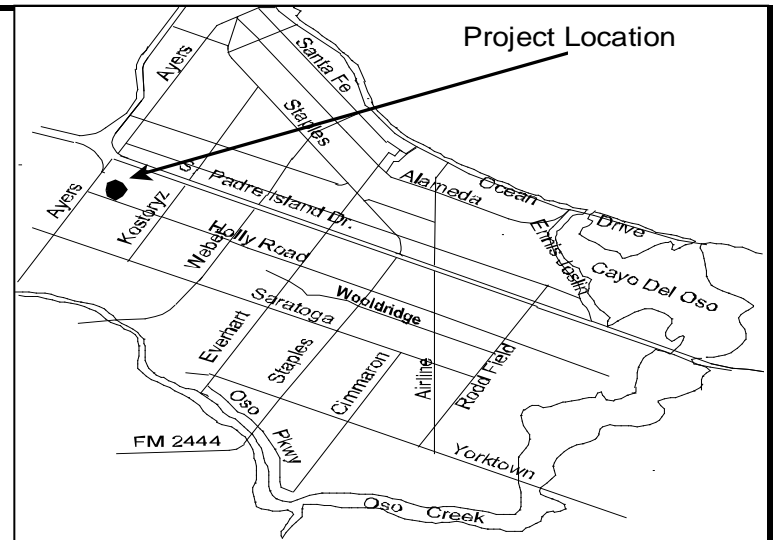 Project Location
Ayers
Santa Fe
Staples
S Padre Island Dr.
Alameda
Ocean Drive
Ennis Joslin
Cayo Del Oso
Ayers
Kostoryz
Weber
Holly Road
Saratoga
Wooldridge
Everhart
Staples
Cimmaron
Airline
Rodd Field
Oso Pkwy
FM 2444
Yorktown
Oso Creek